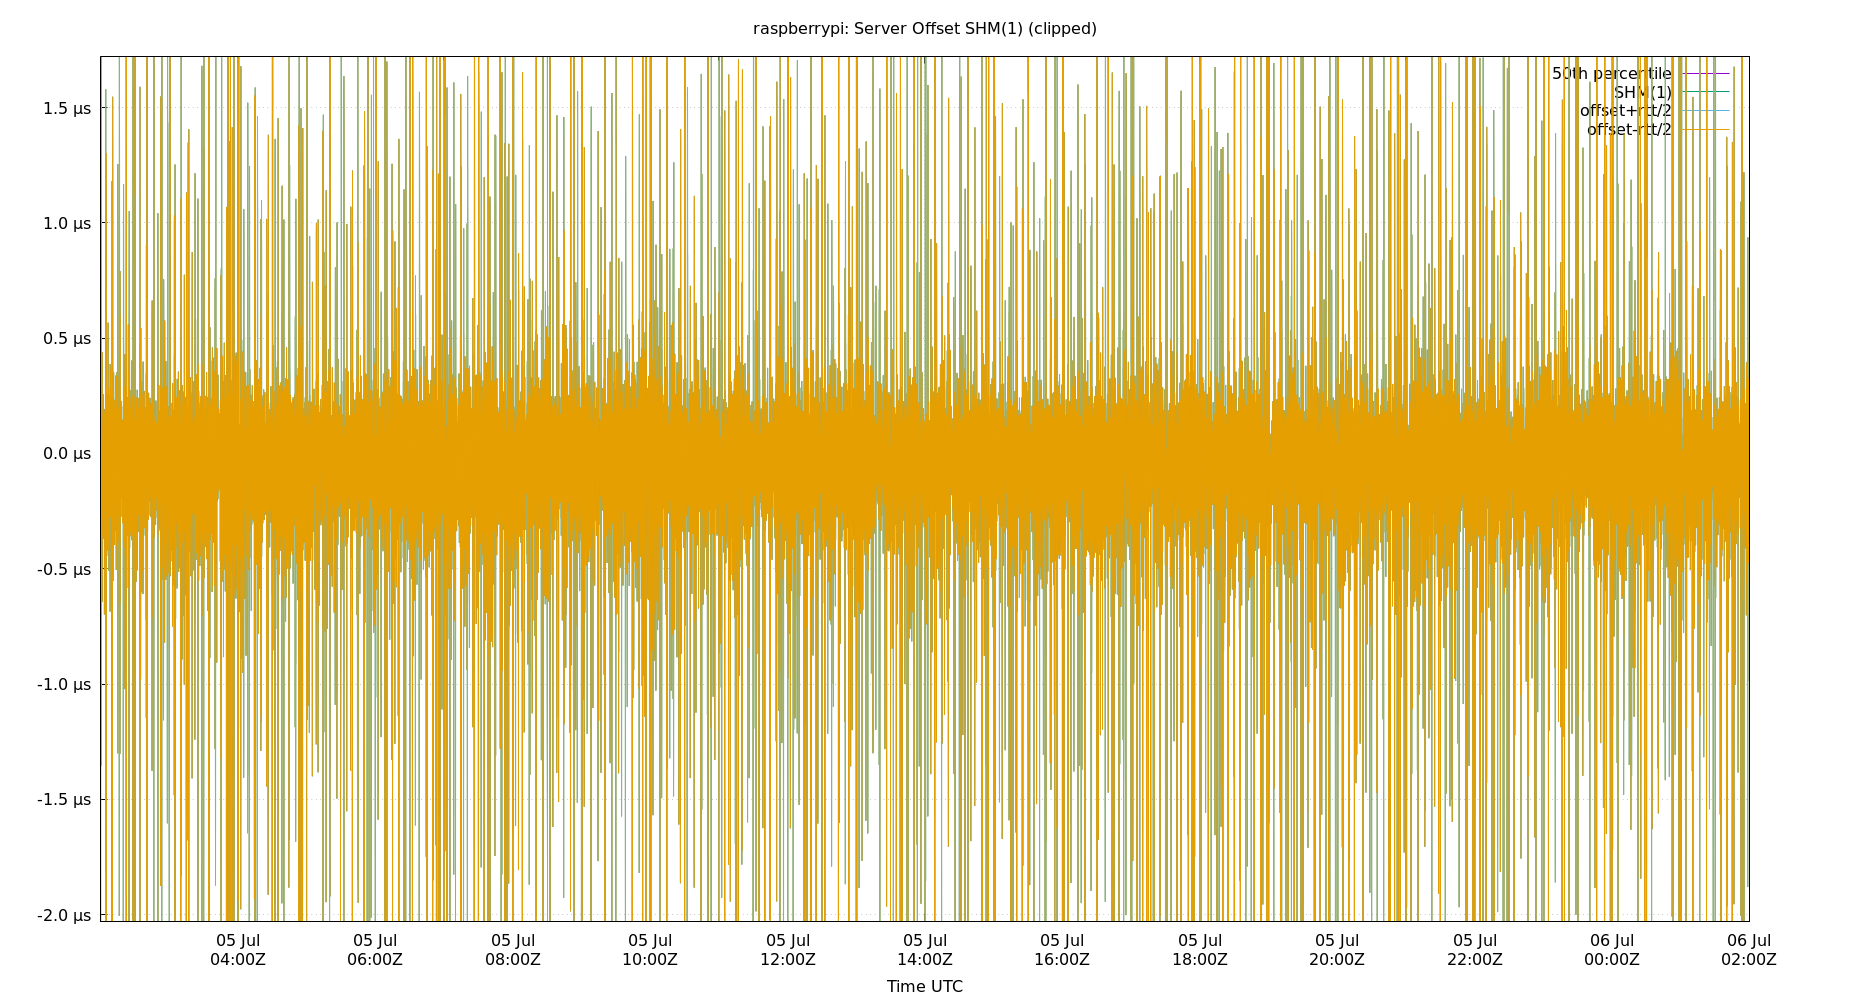 raspberrypi: Server Offset SHM(1) (clipped)
50th percentile
SHM(1)
offset+rtt/2
offset-rtt/2
1.5 µs
1.0 µs
0.5 µs
0.0 µs
-0.5 µs
-1.0 µs
-1.5 µs
-2.0 µs
05 Jul 05 Jul 05 Jul 05 Jul 05 Jul 05 Jul 05 Jul 05 Jul 05 Jul 05 Jul 06 Jul 06 Jul
04:00Z 06:00Z 08:00Z 10:00Z 12:00Z 14:00Z 16:00Z 18:00Z 20:00Z 22:00Z 00:00Z 02:00Z
Time UTC